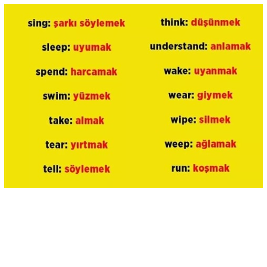 sing: şarkı söylemek
sleep: uyumak
spend: harcamak
swim: yüzmek
take: almak
tear: yırtmak
tell: söylemek
think: düşünmek
understand: anlamak
wake: uyanmak
wear: giymek
wipe: silmek
weep: ağlamak
run: koşmak